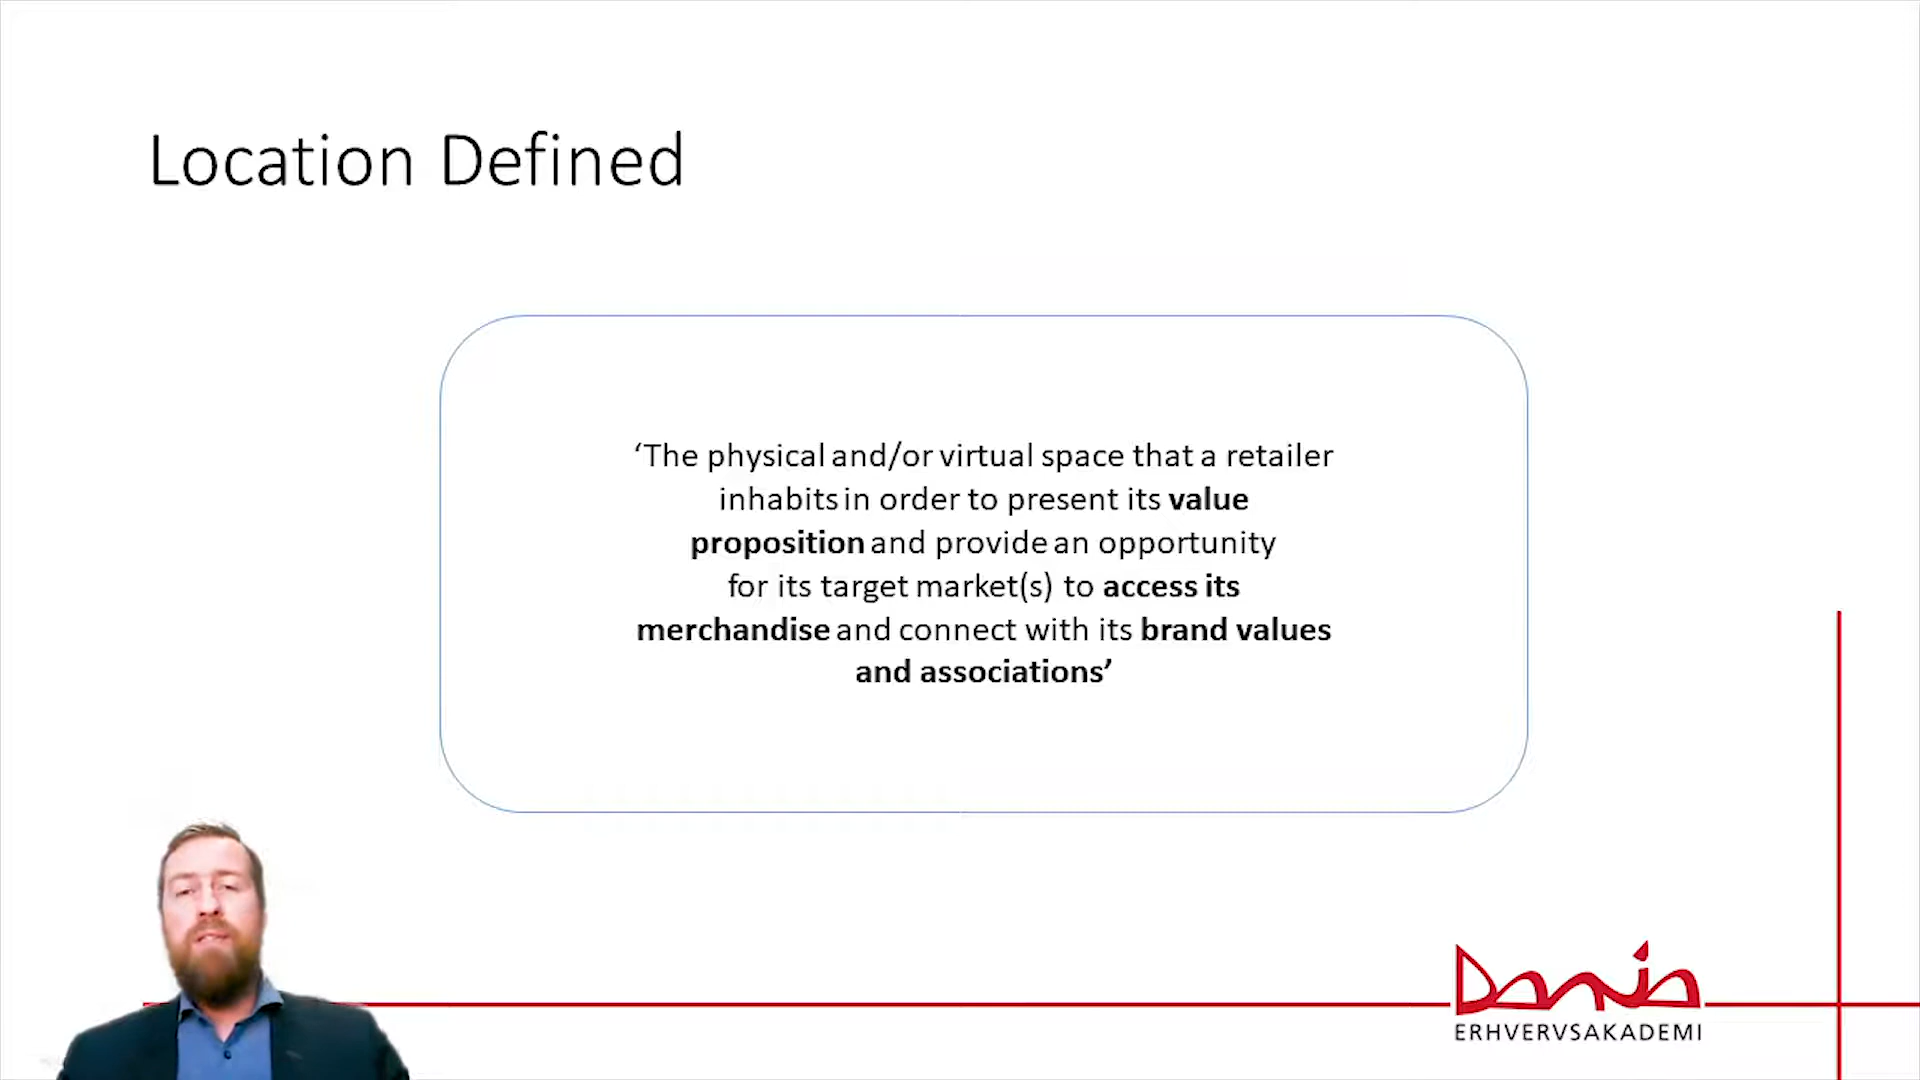 Location Defined
‘The physical and/or virtual space that a retailer
inhabits in order to present its value
proposition and provide an opportunity
for its target market(s) to access its
merchandise and connect with its brand values
and associations’
Dania
ERHVERVSAKADEMI